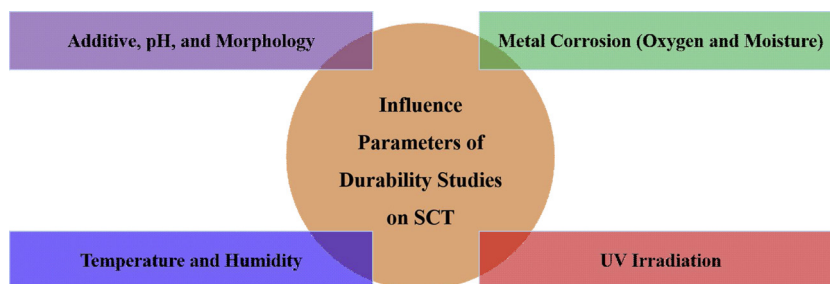 Additive, pH, and Morphology
Metal Corrosion (Oxygen and Moisture)
Influence
Parameters of
Durability Studies
on SCT
Temperature and Humidity
UV Irradiation